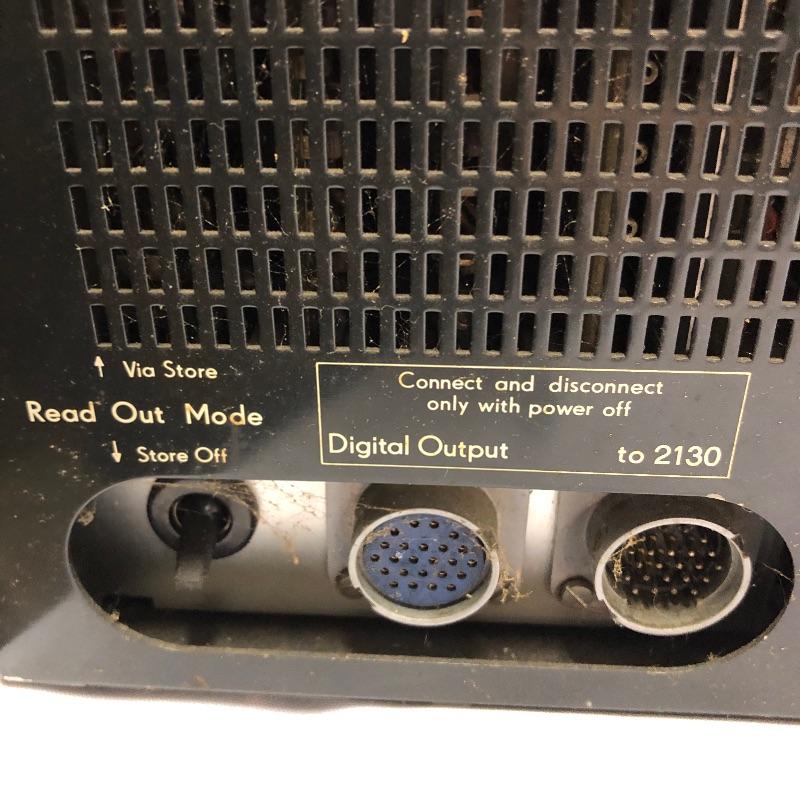 ↑ Via Store
Read Out Mode
↓ Store Off
Connect and disconnect
only with power off
Digital Output to 2130